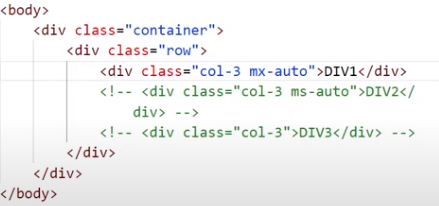 <body>
<div class="container">
<div class="row">
<div class="col-3 mx-auto">DIV1</div>
<!-- <div class="col-3 ms-auto">DIV2</
div> -->
<!-- <div class="col-3">DIV3</div> -->
</div>
</div>
</body>